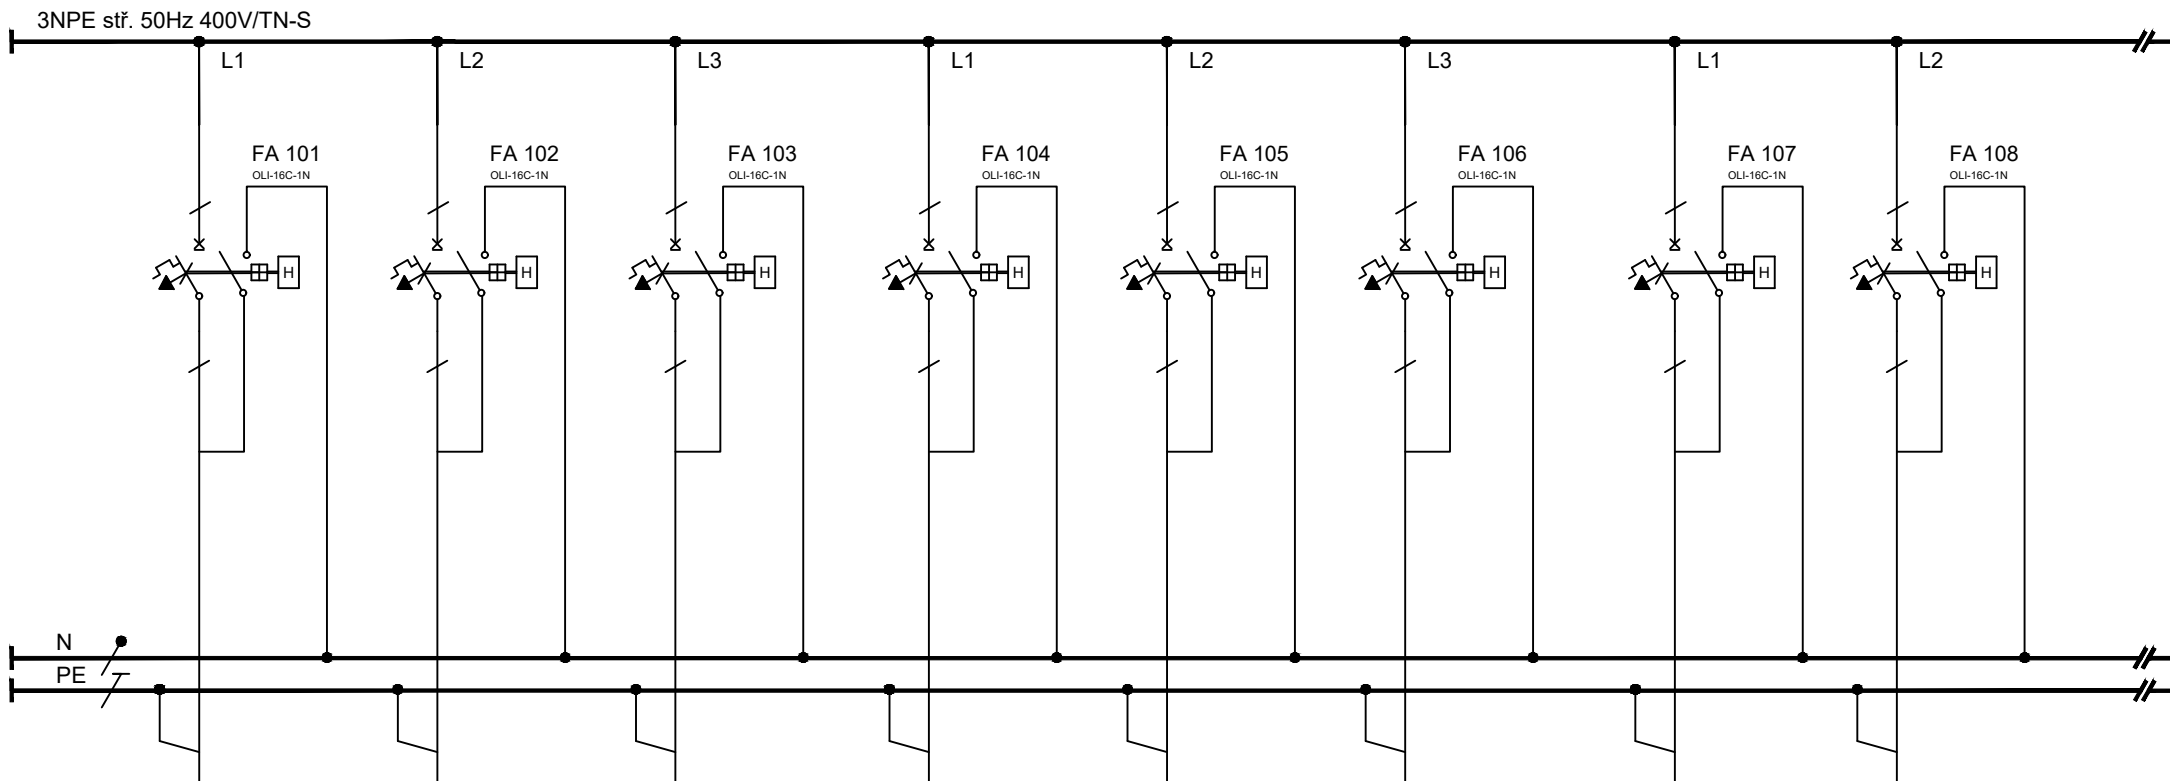 3NPE stř. 50Hz 400V/TN-S
L1 L2 L3 L1 L2 L3 L1 L2
FA 101 FA 102 FA 103 FA 104 FA 105 FA 106 FA 107 FA 108
OLI-16C-1N OLI-16C-1N OLI-16C-1N OLI-16C-1N OLI-16C-1N OLI-16C-1N OLI-16C-1N OLI-16C-1N
H H H H H H H H
N
PE